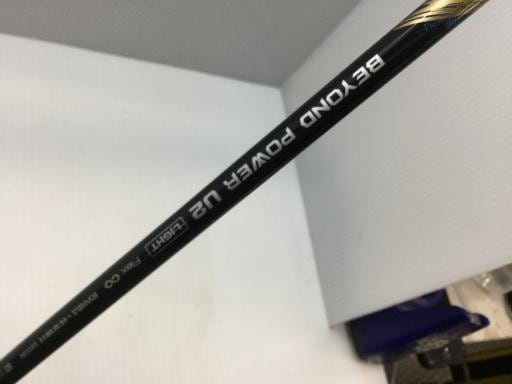 BEYOND POWER U2 LIGHT Flex ∞